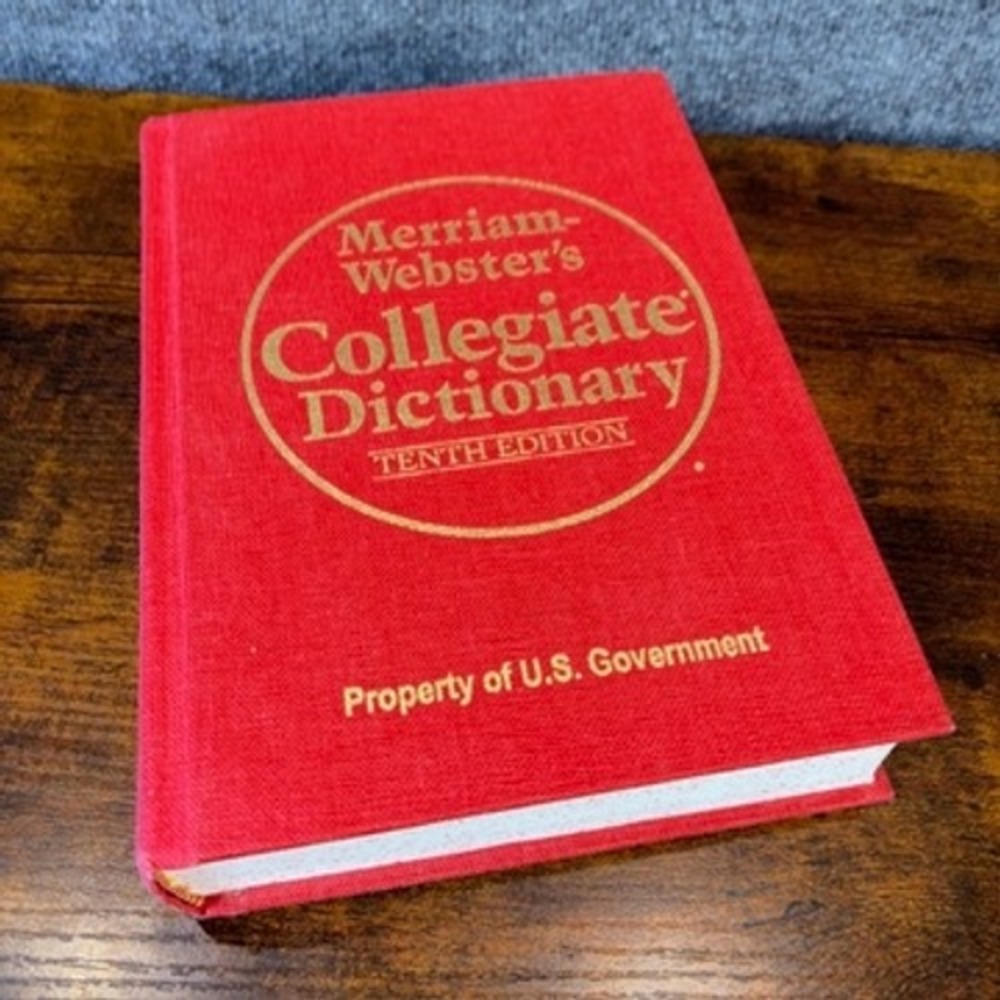 Merriam-
Webster's
Collegiate®
Dictionary
TENTH EDITION
Property of U.S. Government